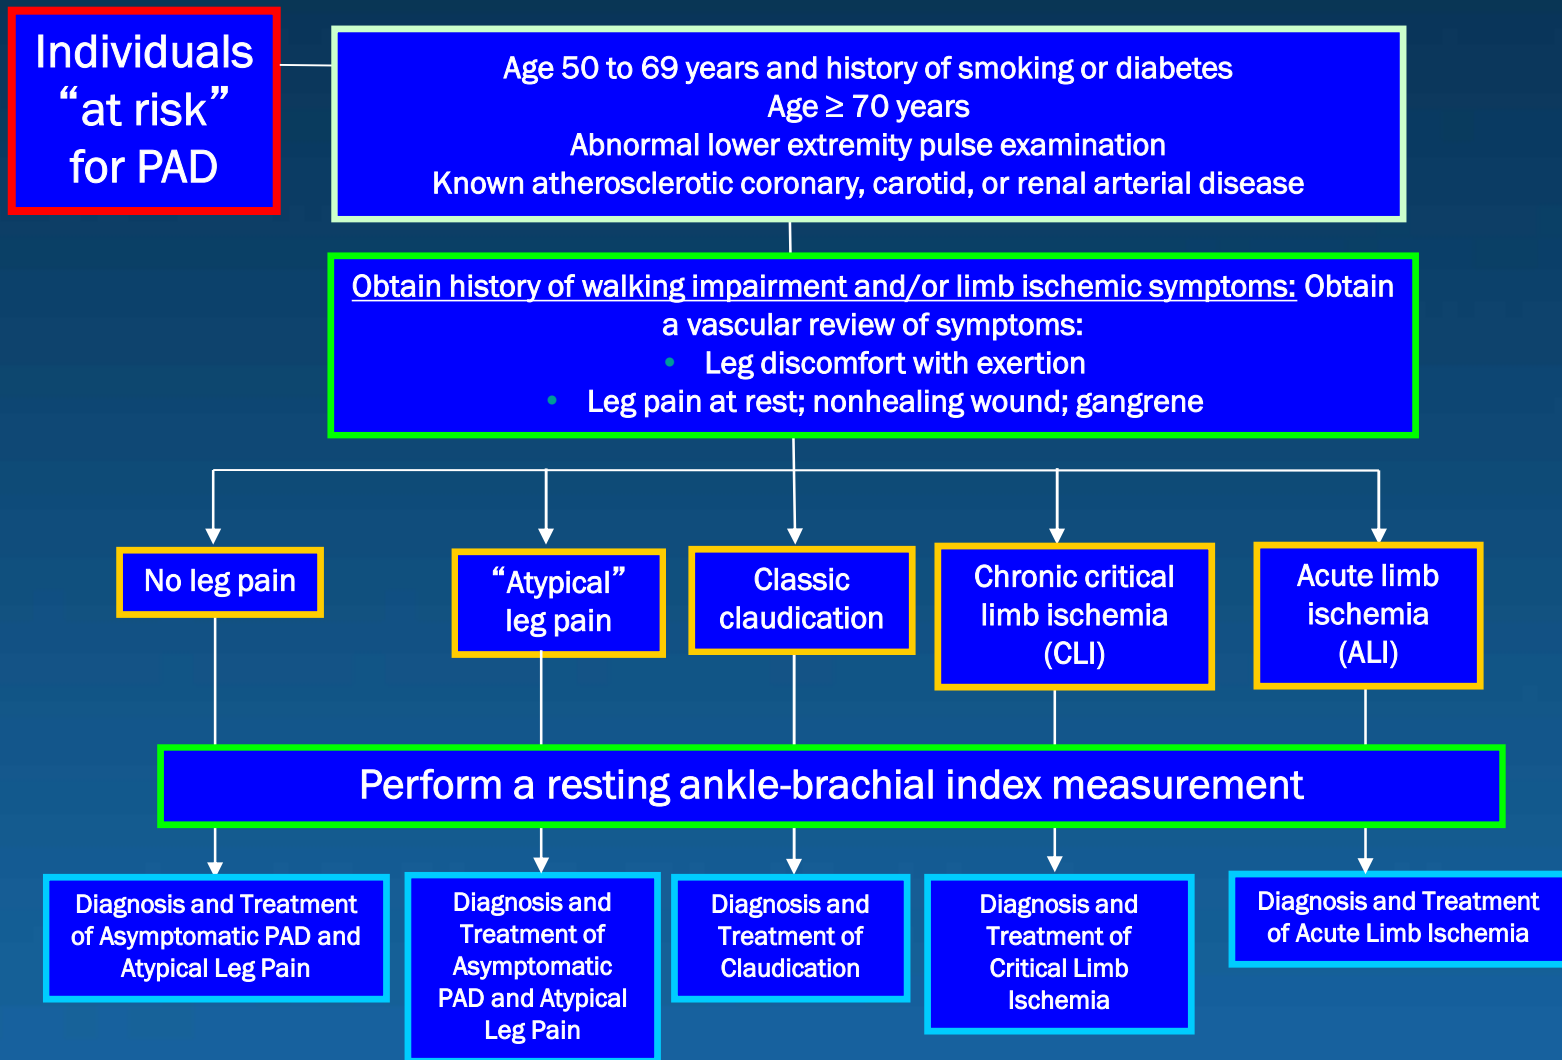 Individuals
“at risk”
for PAD
Age 50 to 69 years and history of smoking or diabetes
Age ≥ 70 years
Abnormal lower extremity pulse examination
Known atherosclerotic coronary, carotid, or renal arterial disease
Obtain history of walking impairment and/or limb ischemic symptoms: Obtain
a vascular review of symptoms:
• Leg discomfort with exertion
• Leg pain at rest; nonhealing wound; gangrene
No leg pain
“Atypical”
leg pain
Classic
claudication
Chronic critical
limb ischemia
(CLI)
Acute limb
ischemia
(ALI)
Perform a resting ankle-brachial index measurement
Diagnosis and Treatment
of Asymptomatic PAD and
Atypical Leg Pain
Diagnosis and
Treatment of
Asymptomatic
PAD and Atypical
Leg Pain
Diagnosis and
Treatment of
Claudication
Diagnosis and
Treatment of
Critical Limb
Ischemia
Diagnosis and Treatment
of Acute Limb Ischemia